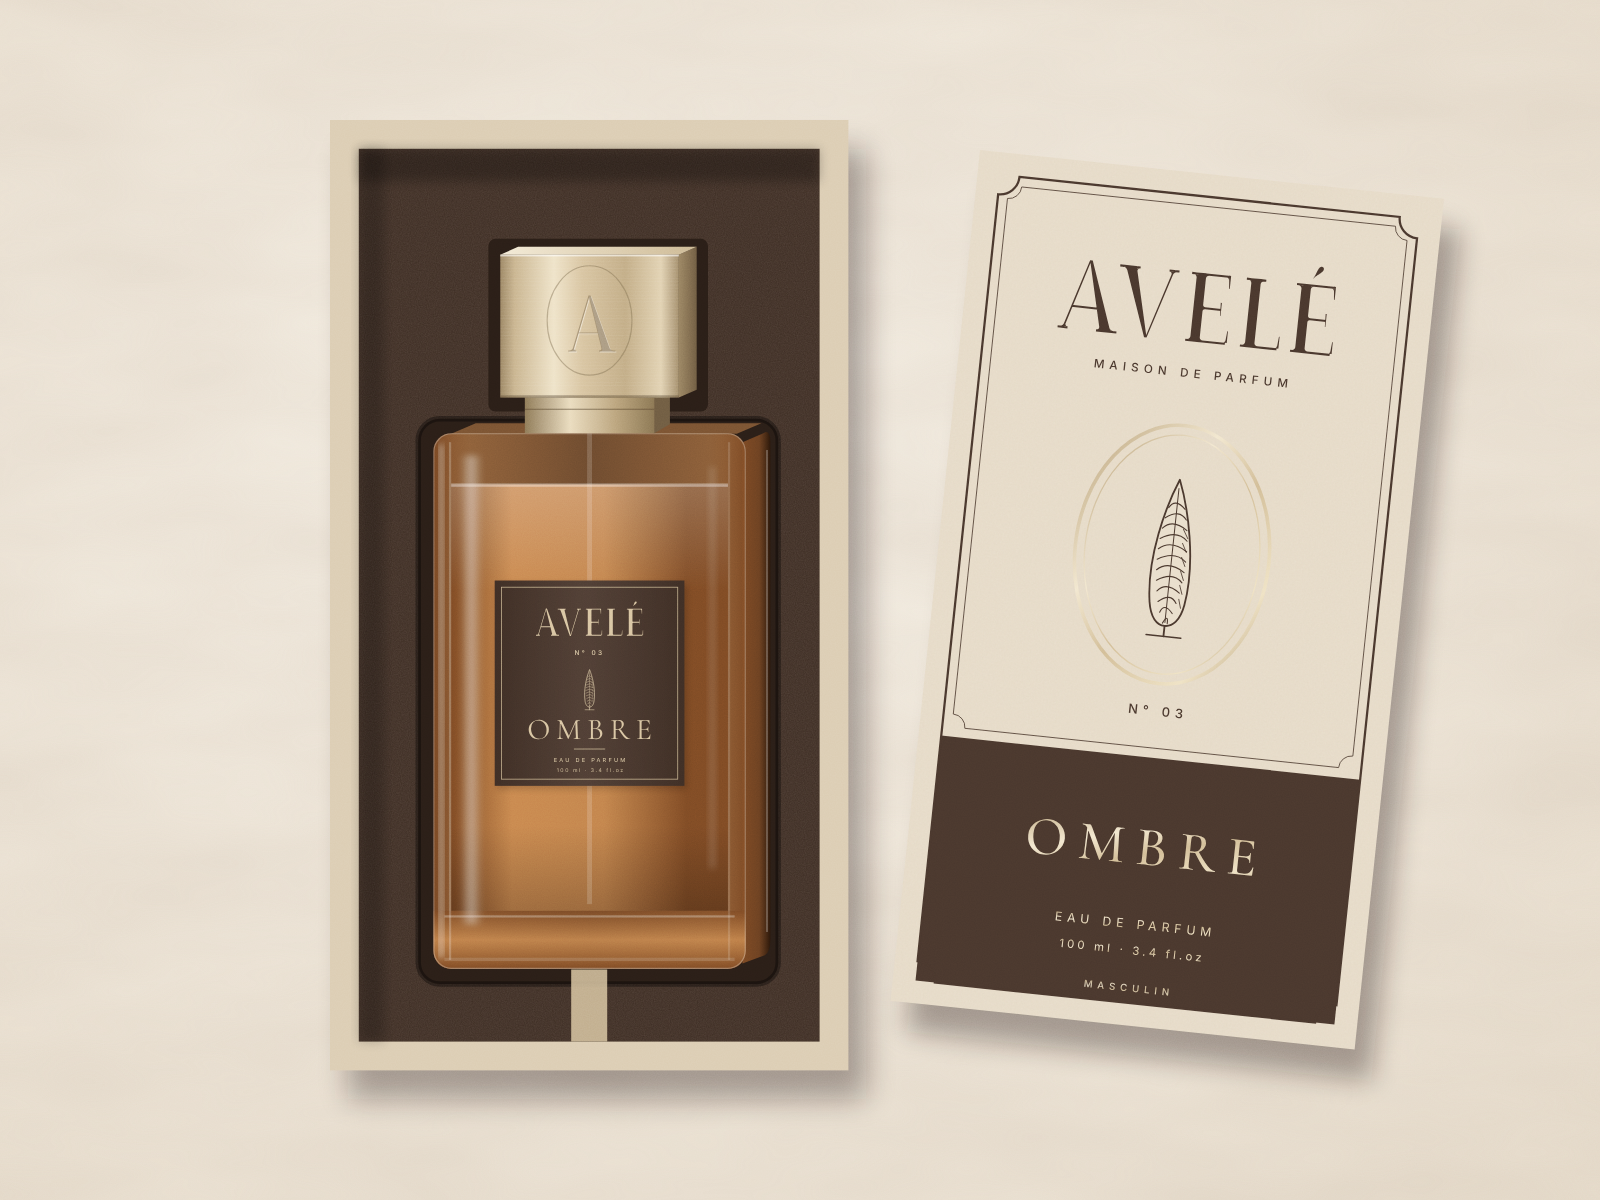 A
AVELÉ
N° 03
OMBRE
EAU DE PARFUM
100 ml · 3.4 fl.oz
AVELÉ
MAISON DE PARFUM
N° 03
OMBRE
EAU DE PARFUM
100 ml · 3.4 fl.oz
MASCULIN